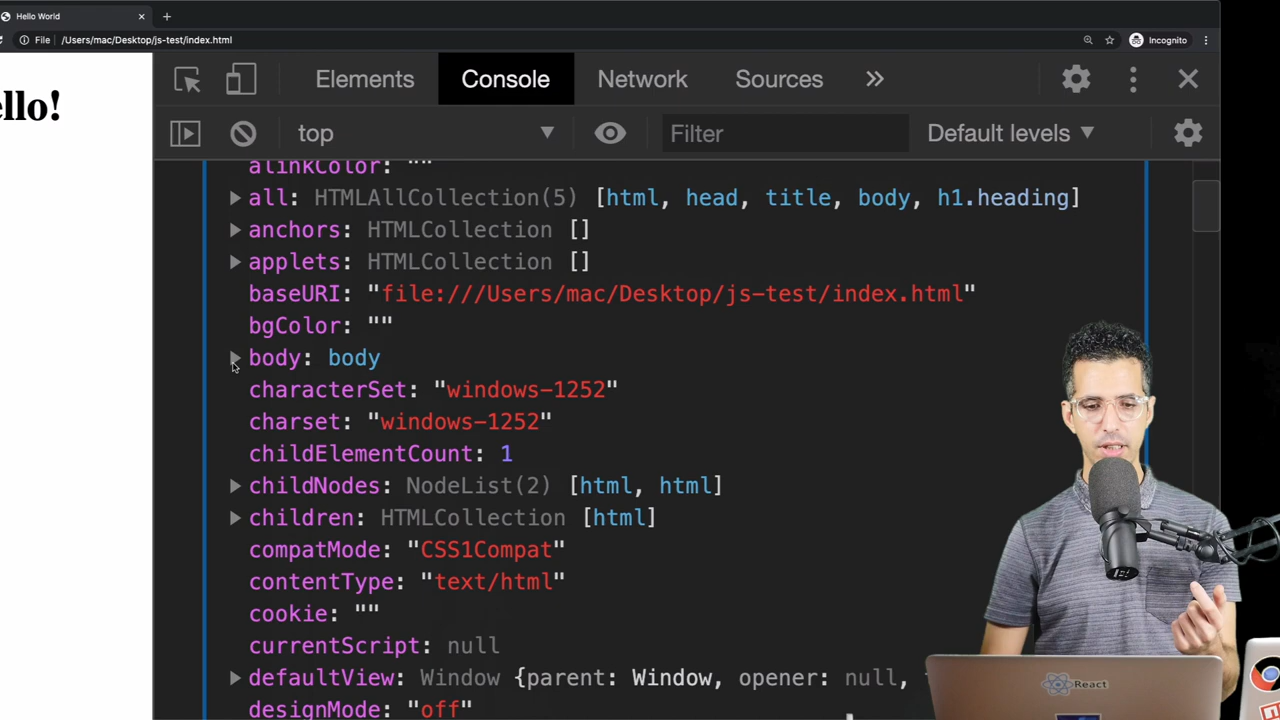 Hello World
File /Users/mac/Desktop/js-test/index.html
Incognito
ello!
Elements Console Network Sources
top Filter Default levels
alinkColor: ""
all: HTMLAllCollection(5) [html, head, title, body, h1.heading]
anchors: HTMLCollection []
applets: HTMLCollection []
baseURI: "file:///Users/mac/Desktop/js-test/index.html"
bgColor: ""
body: body
characterSet: "windows-1252"
charset: "windows-1252"
childElementCount: 1
childNodes: NodeList(2) [html, html]
children: HTMLCollection [html]
compatMode: "CSS1Compat"
contentType: "text/html"
cookie: ""
currentScript: null
defaultView: Window {parent: Window, opener: null,
designMode: "off"
React